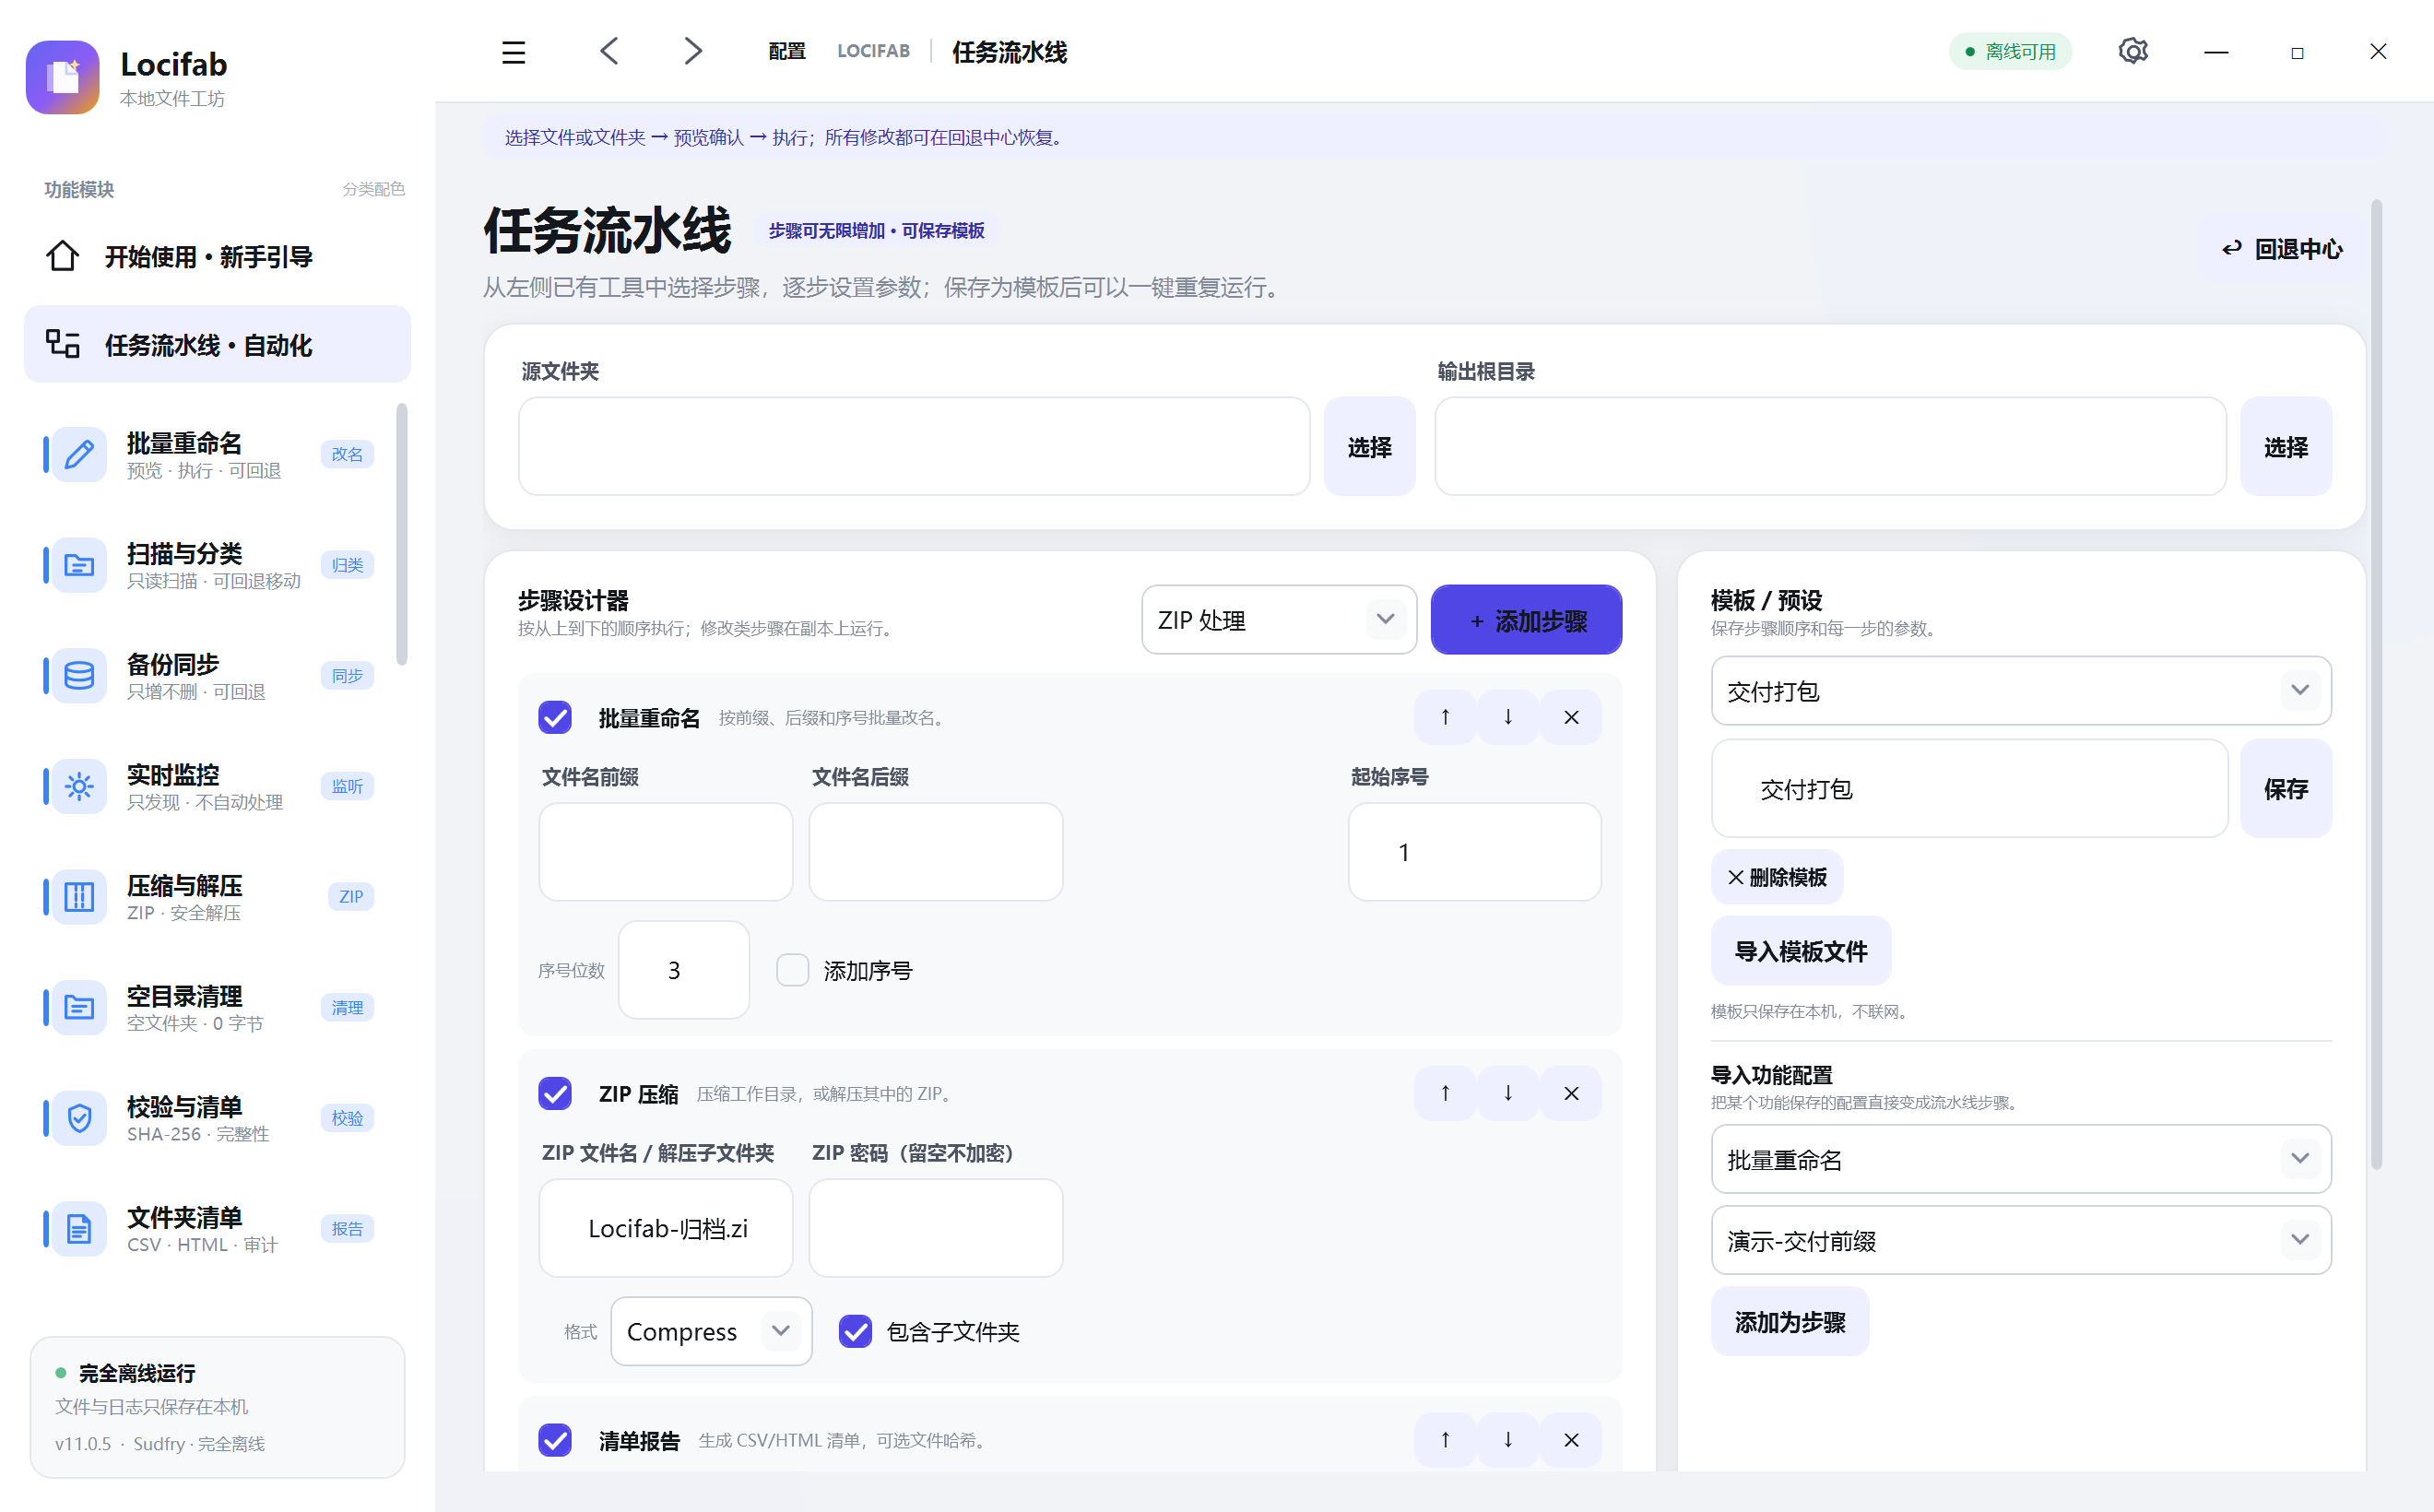 Locifab
本地文件工坊
功能模块
分类配色
开始使用•新手引导
任务流水线•自动化
批量重命名
预览 · 执行 · 可回退
改名
扫描与分类
只读扫描 · 可回退移动
归类
备份同步
只增不删 · 可回退
同步
实时监控
只发现 · 不自动处理
监听
压缩与解压
ZIP · 安全解压
ZIP
空目录清理
空文件夹 · 0 字节
清理
校验与清单
SHA-256 · 完整性
校验
文件夹清单
CSV · HTML · 审计
报告
完全离线运行
文件与日志只保存在本机
v11.0.5 · Sudfry · 完全离线
配置 LOCIFAB 任务流水线
离线可用
选择文件或文件夹 → 预览确认 → 执行；所有修改都可在回退中心恢复。
任务流水线
步骤可无限增加•可保存模板
从左侧已有工具中选择步骤，逐步设置参数；保存为模板后可以一键重复运行。
回退中心
源文件夹
选择
输出根目录
选择
步骤设计器
按从上到下的顺序执行；修改类步骤在副本上运行。
ZIP 处理
+ 添加步骤
批量重命名 按前缀、后缀和序号批量改名。
↑ ↓ ×
文件名前缀 文件名后缀 起始序号
1
序号位数 3 添加序号
ZIP 压缩 压缩工作目录，或解压其中的 ZIP。
↑ ↓ ×
ZIP 文件名 / 解压子文件夹 ZIP 密码（留空不加密）
Locifab-归档.zi
格式 Compress 包含子文件夹
清单报告 生成 CSV/HTML 清单，可选文件哈希。
↑ ↓ ×
模板 / 预设
保存步骤顺序和每一步的参数。
交付打包
交付打包
保存
× 删除模板
导入模板文件
模板只保存在本机，不联网。
导入功能配置
把某个功能保存的配置直接变成流水线步骤。
批量重命名
演示-交付前缀
添加为步骤